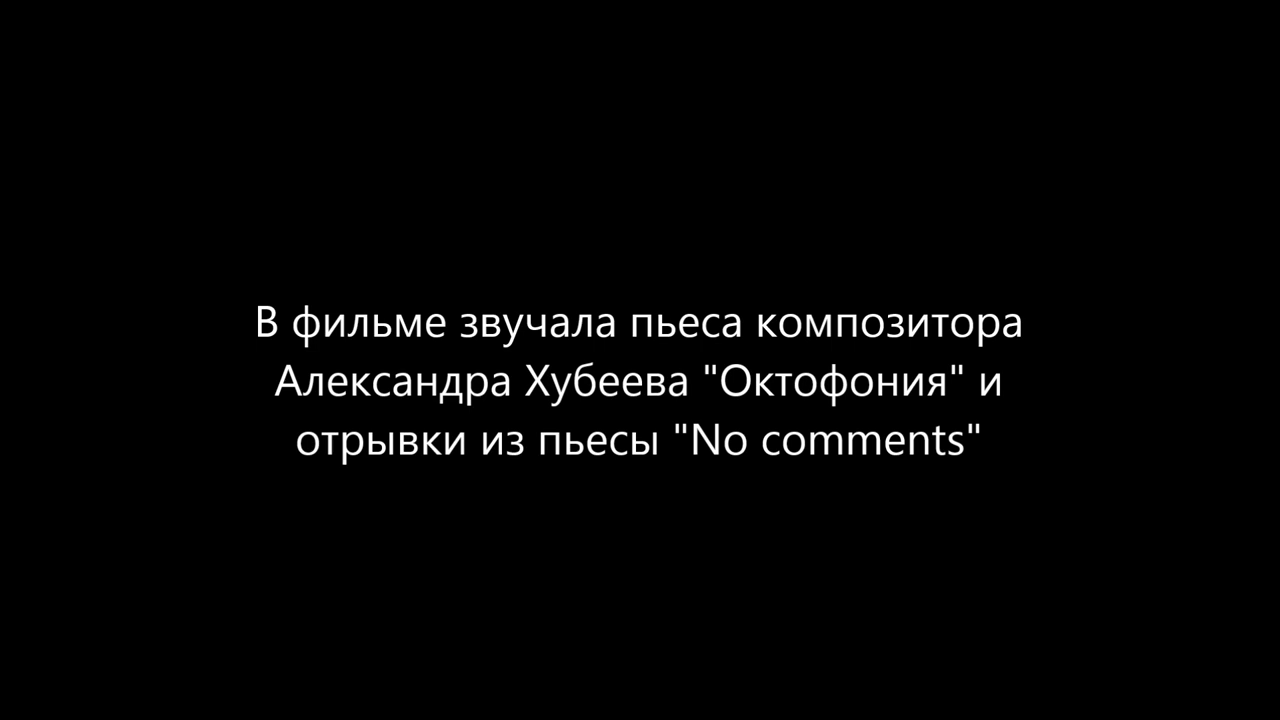 В фильме звучала пьеса композитора
Александра Хубеева "Октофония" и
отрывки из пьесы "No comments"